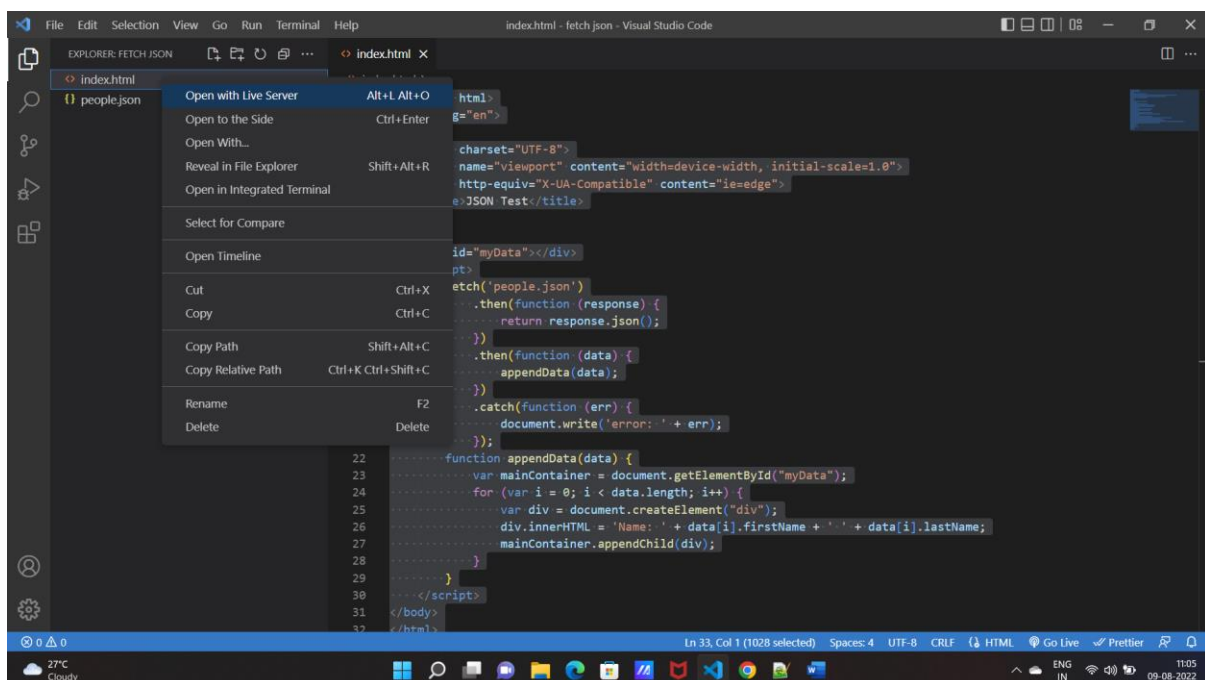 File Edit Selection View Go Run Terminal Help
index.html - fetch json - Visual Studio Code
EXPLORER: FETCH JSON
index.html
people.json
index.html
Open with Live Server Alt+L Alt+O
Open to the Side Ctrl+Enter
Open With...
Reveal in File Explorer Shift+Alt+R
Open in Integrated Terminal
Select for Compare
Open Timeline
Cut Ctrl+X
Copy Ctrl+C
Copy Path Shift+Alt+C
Copy Relative Path Ctrl+K Ctrl+Shift+C
Rename F2
Delete Delete
html>
g="en">
charset="UTF-8">
name="viewport" content="width=device-width, initial-scale=1.0">
http-equiv="X-UA-Compatible" content="ie=edge">
e>JSON Test</title>
id="myData"></div>
pt>
etch('people.json')
.then(function (response) {
return response.json();
})
.then(function (data) {
appendData(data);
})
.catch(function (err) {
document.write('error: ' + err);
});
22 function appendData(data) {
23 var mainContainer = document.getElementById("myData");
24 for (var i = 0; i < data.length; i++) {
25 var div = document.createElement("div");
26 div.innerHTML = 'Name: ' + data[i].firstName + ' ' + data[i].lastName;
27 mainContainer.appendChild(div);
28 }
29 }
30 </script>
31 </body>
32 </html>
0 0 Ln 33, Col 1 (1028 selected) Spaces: 4 UTF-8 CRLF HTML Go Live Prettier
27°C
Cloudy
ENG
IN
11:05
09-08-2022